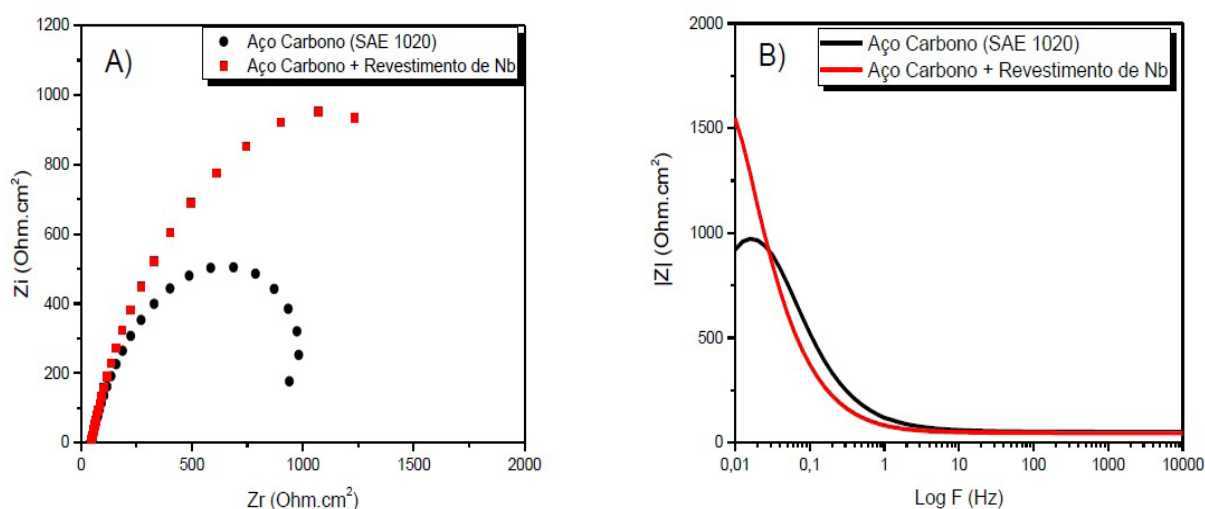 A)
Aço Carbono (SAE 1020)
Aço Carbono + Revestimento de Nb
1200
1000
800
600
400
200
0
Zi (Ohm.cm²)
0 500 1000 1500 2000
Zr (Ohm.cm²)
B)
Aço Carbono (SAE 1020)
Aço Carbono + Revestimento de Nb
2000
1500
1000
500
0
|Z| (Ohm.cm²)
0,01 0,1 1 10 100 1000 10000
Log F (Hz)